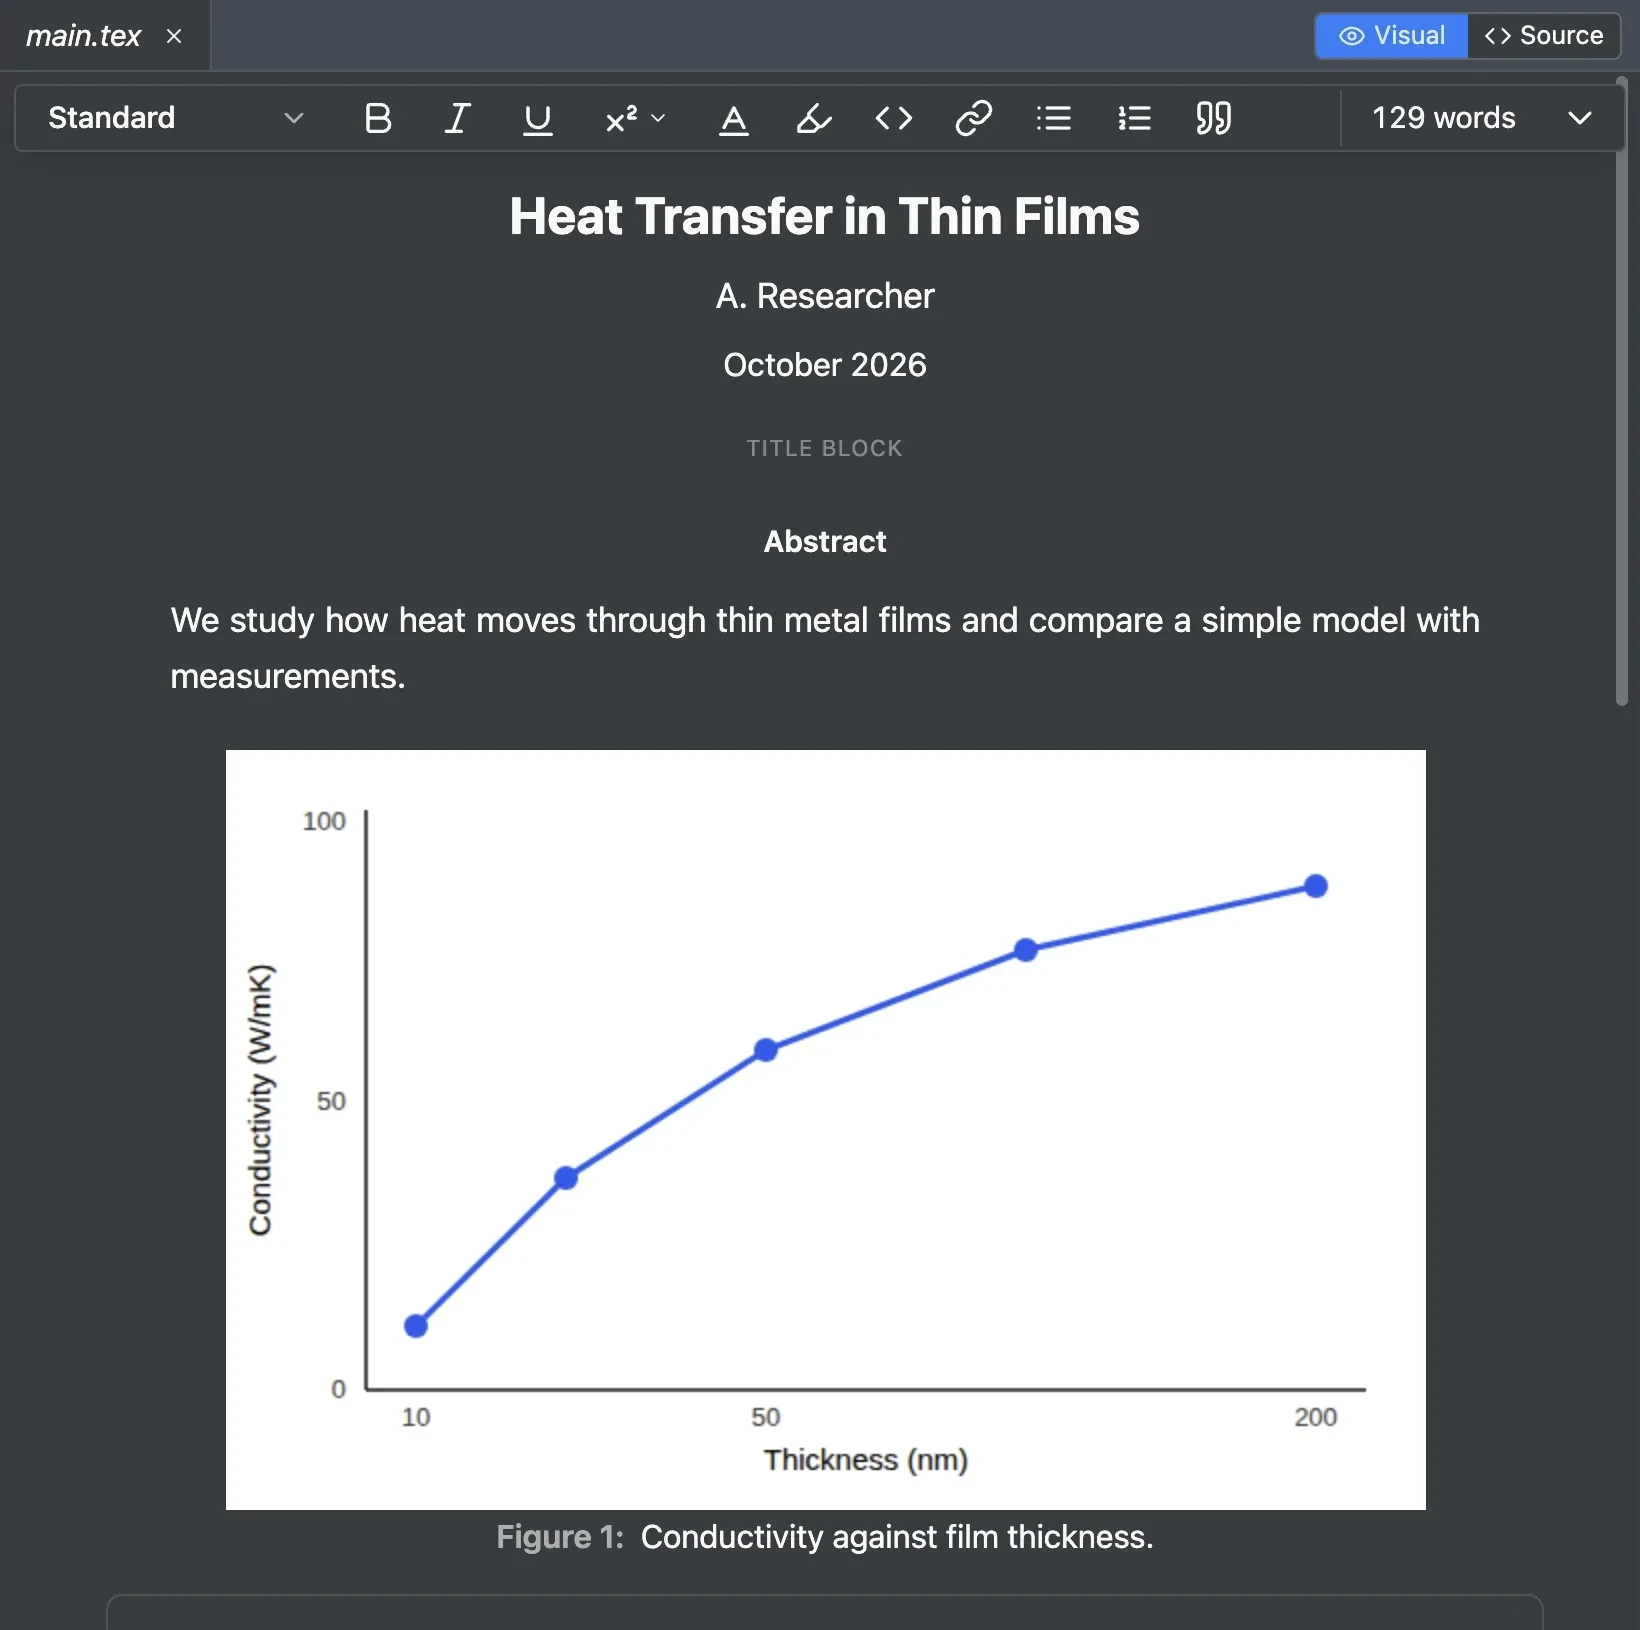 main.tex
Visual
Source
Standard
129 words
Heat Transfer in Thin Films
A. Researcher
October 2026
TITLE BLOCK
Abstract
We study how heat moves through thin metal films and compare a simple model with
measurements.
100
50
0
Conductivity (W/mK)
10 50 200
Thickness (nm)
Figure 1: Conductivity against film thickness.